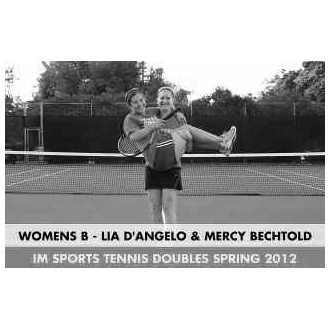 WOMENS B - LIA D'ANGELO & MERCY BECHTOLD
IM SPORTS TENNIS DOUBLES SPRING 2012